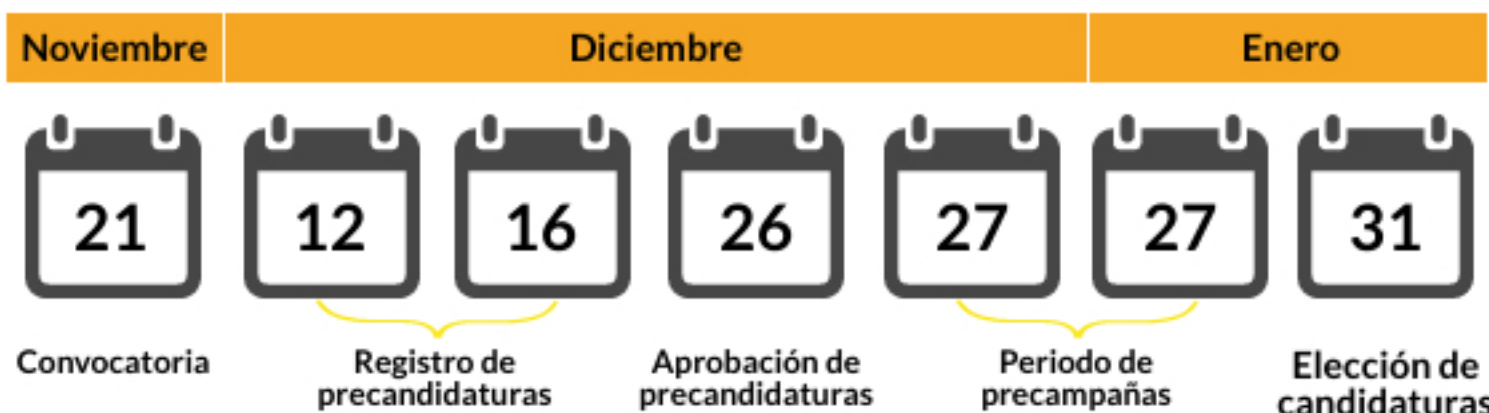 Noviembre Diciembre Enero
21 12 16 26 27 27 31
Convocatoria
Registro de
precandidaturas
Aprobación de
precandidaturas
Periodo de
precampañas
Elección de
candidaturas